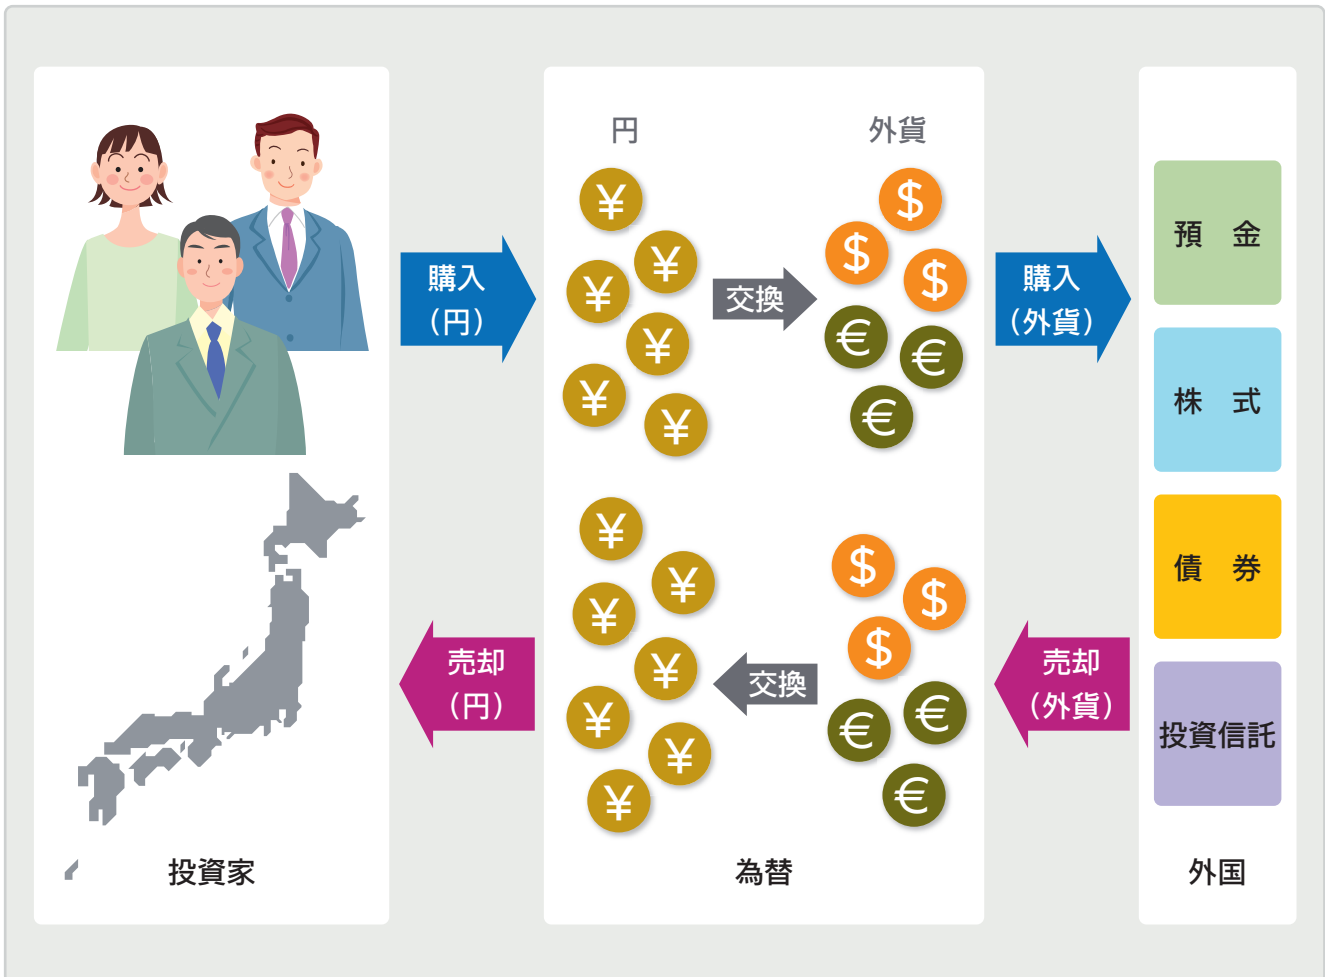 円
外貨
¥
¥
¥
¥
¥
¥
$
$
$
€
€
€
購入
（円）
交換
購入
（外貨）
預　金
株　式
債　券
投資信託
¥
¥
¥
¥
¥
¥
¥
$
$
$
€
€
€
売却
（円）
交換
売却
（外貨）
投資家
為替
外国